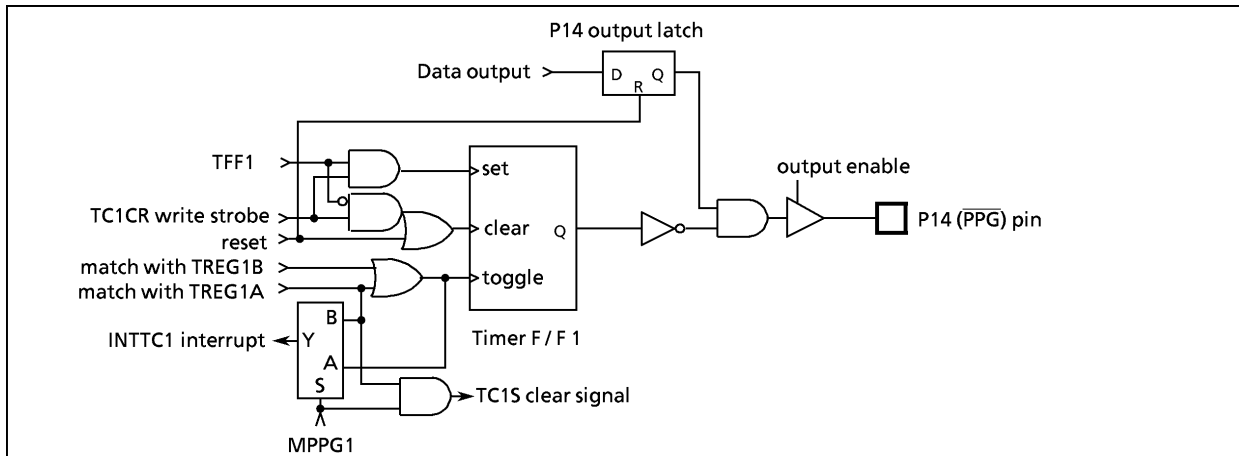 P14 output latch
Data output
D Q
R
TFF1
output enable
set
TC1CR write strobe
clear
Q
P14 (PPG) pin
reset
match with TREG1B
toggle
match with TREG1A
B
INTTC1 interrupt
Y
Timer F / F 1
A
S
TC1S clear signal
MPPG1